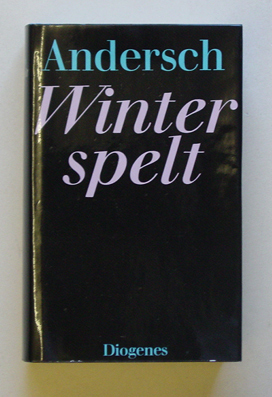 Andersch
Winter
spelt
Diogenes